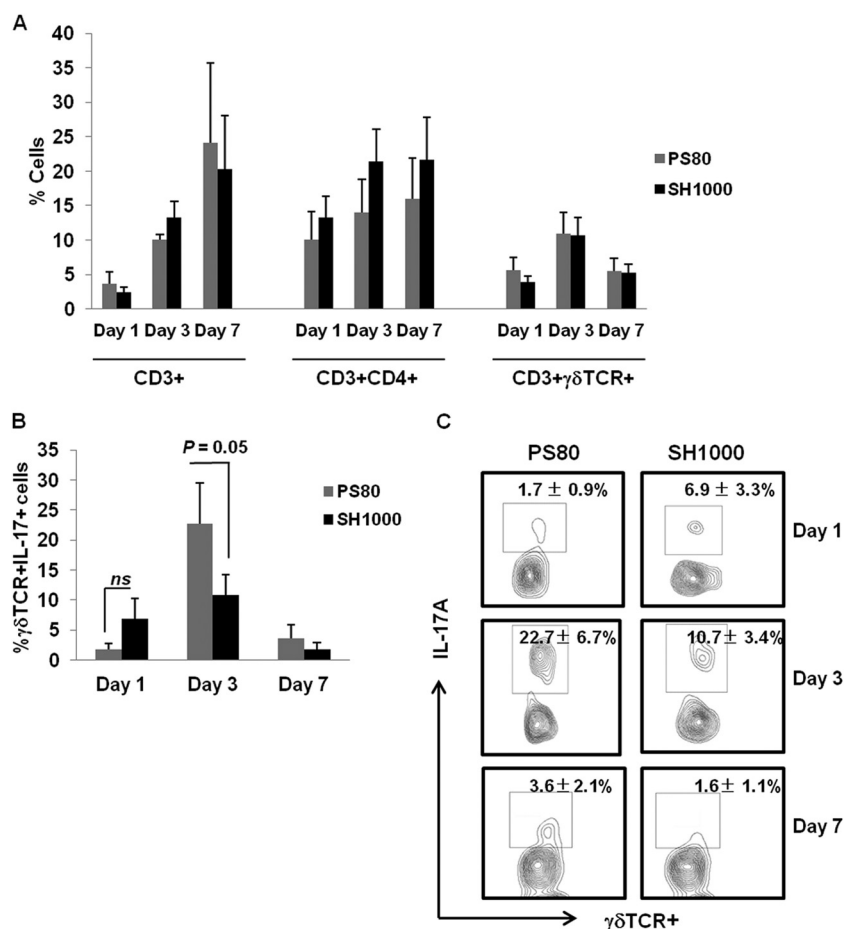 A
% Cells
40
35
30
25
20
15
10
5
0
PS80
SH1000
Day 1 Day 3 Day 7 Day 1 Day 3 Day 7 Day 1 Day 3 Day 7
CD3+ CD3+CD4+ CD3+γδTCR+
B
%γδTCR+IL-17+ cells
35
30
25
20
15
10
5
0
P = 0.05
ns
PS80
SH1000
Day 1 Day 3 Day 7
C
PS80 SH1000
1.7 ± 0.9% 6.9 ± 3.3% Day 1
22.7 ± 6.7% 10.7 ± 3.4% Day 3
3.6 ± 2.1% 1.6 ± 1.1% Day 7
IL-17A
γδTCR+